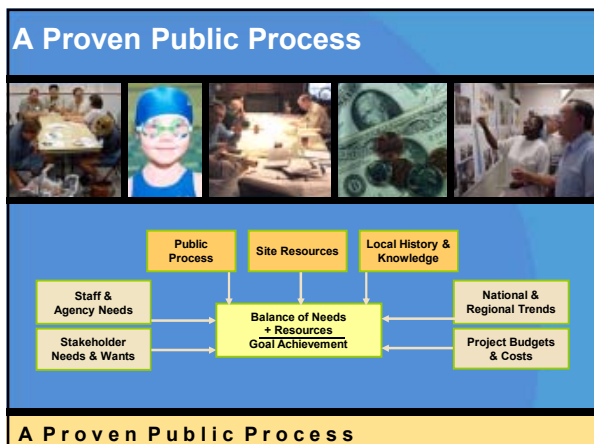 A Proven Public Process
Public
Process
Site Resources
Local History &
Knowledge
Staff &
Agency Needs
Balance of Needs
+ Resources
Goal Achievement
National &
Regional Trends
Stakeholder
Needs & Wants
Project Budgets
& Costs
A Proven Public Process